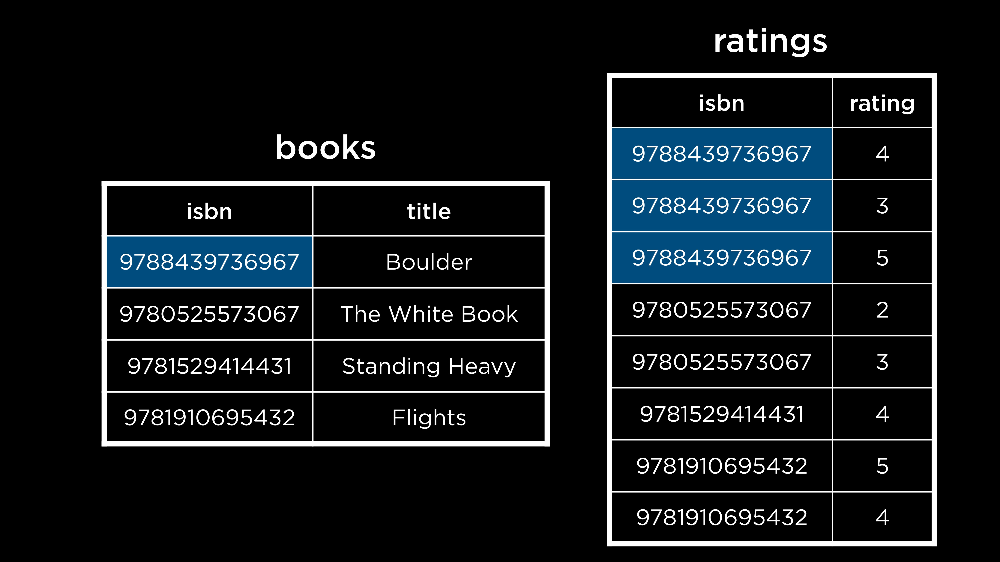 books
isbn title
9788439736967 Boulder
9780525573067 The White Book
9781529414431 Standing Heavy
9781910695432 Flights
ratings
isbn rating
9788439736967 4
9788439736967 3
9788439736967 5
9780525573067 2
9780525573067 3
9781529414431 4
9781910695432 5
9781910695432 4